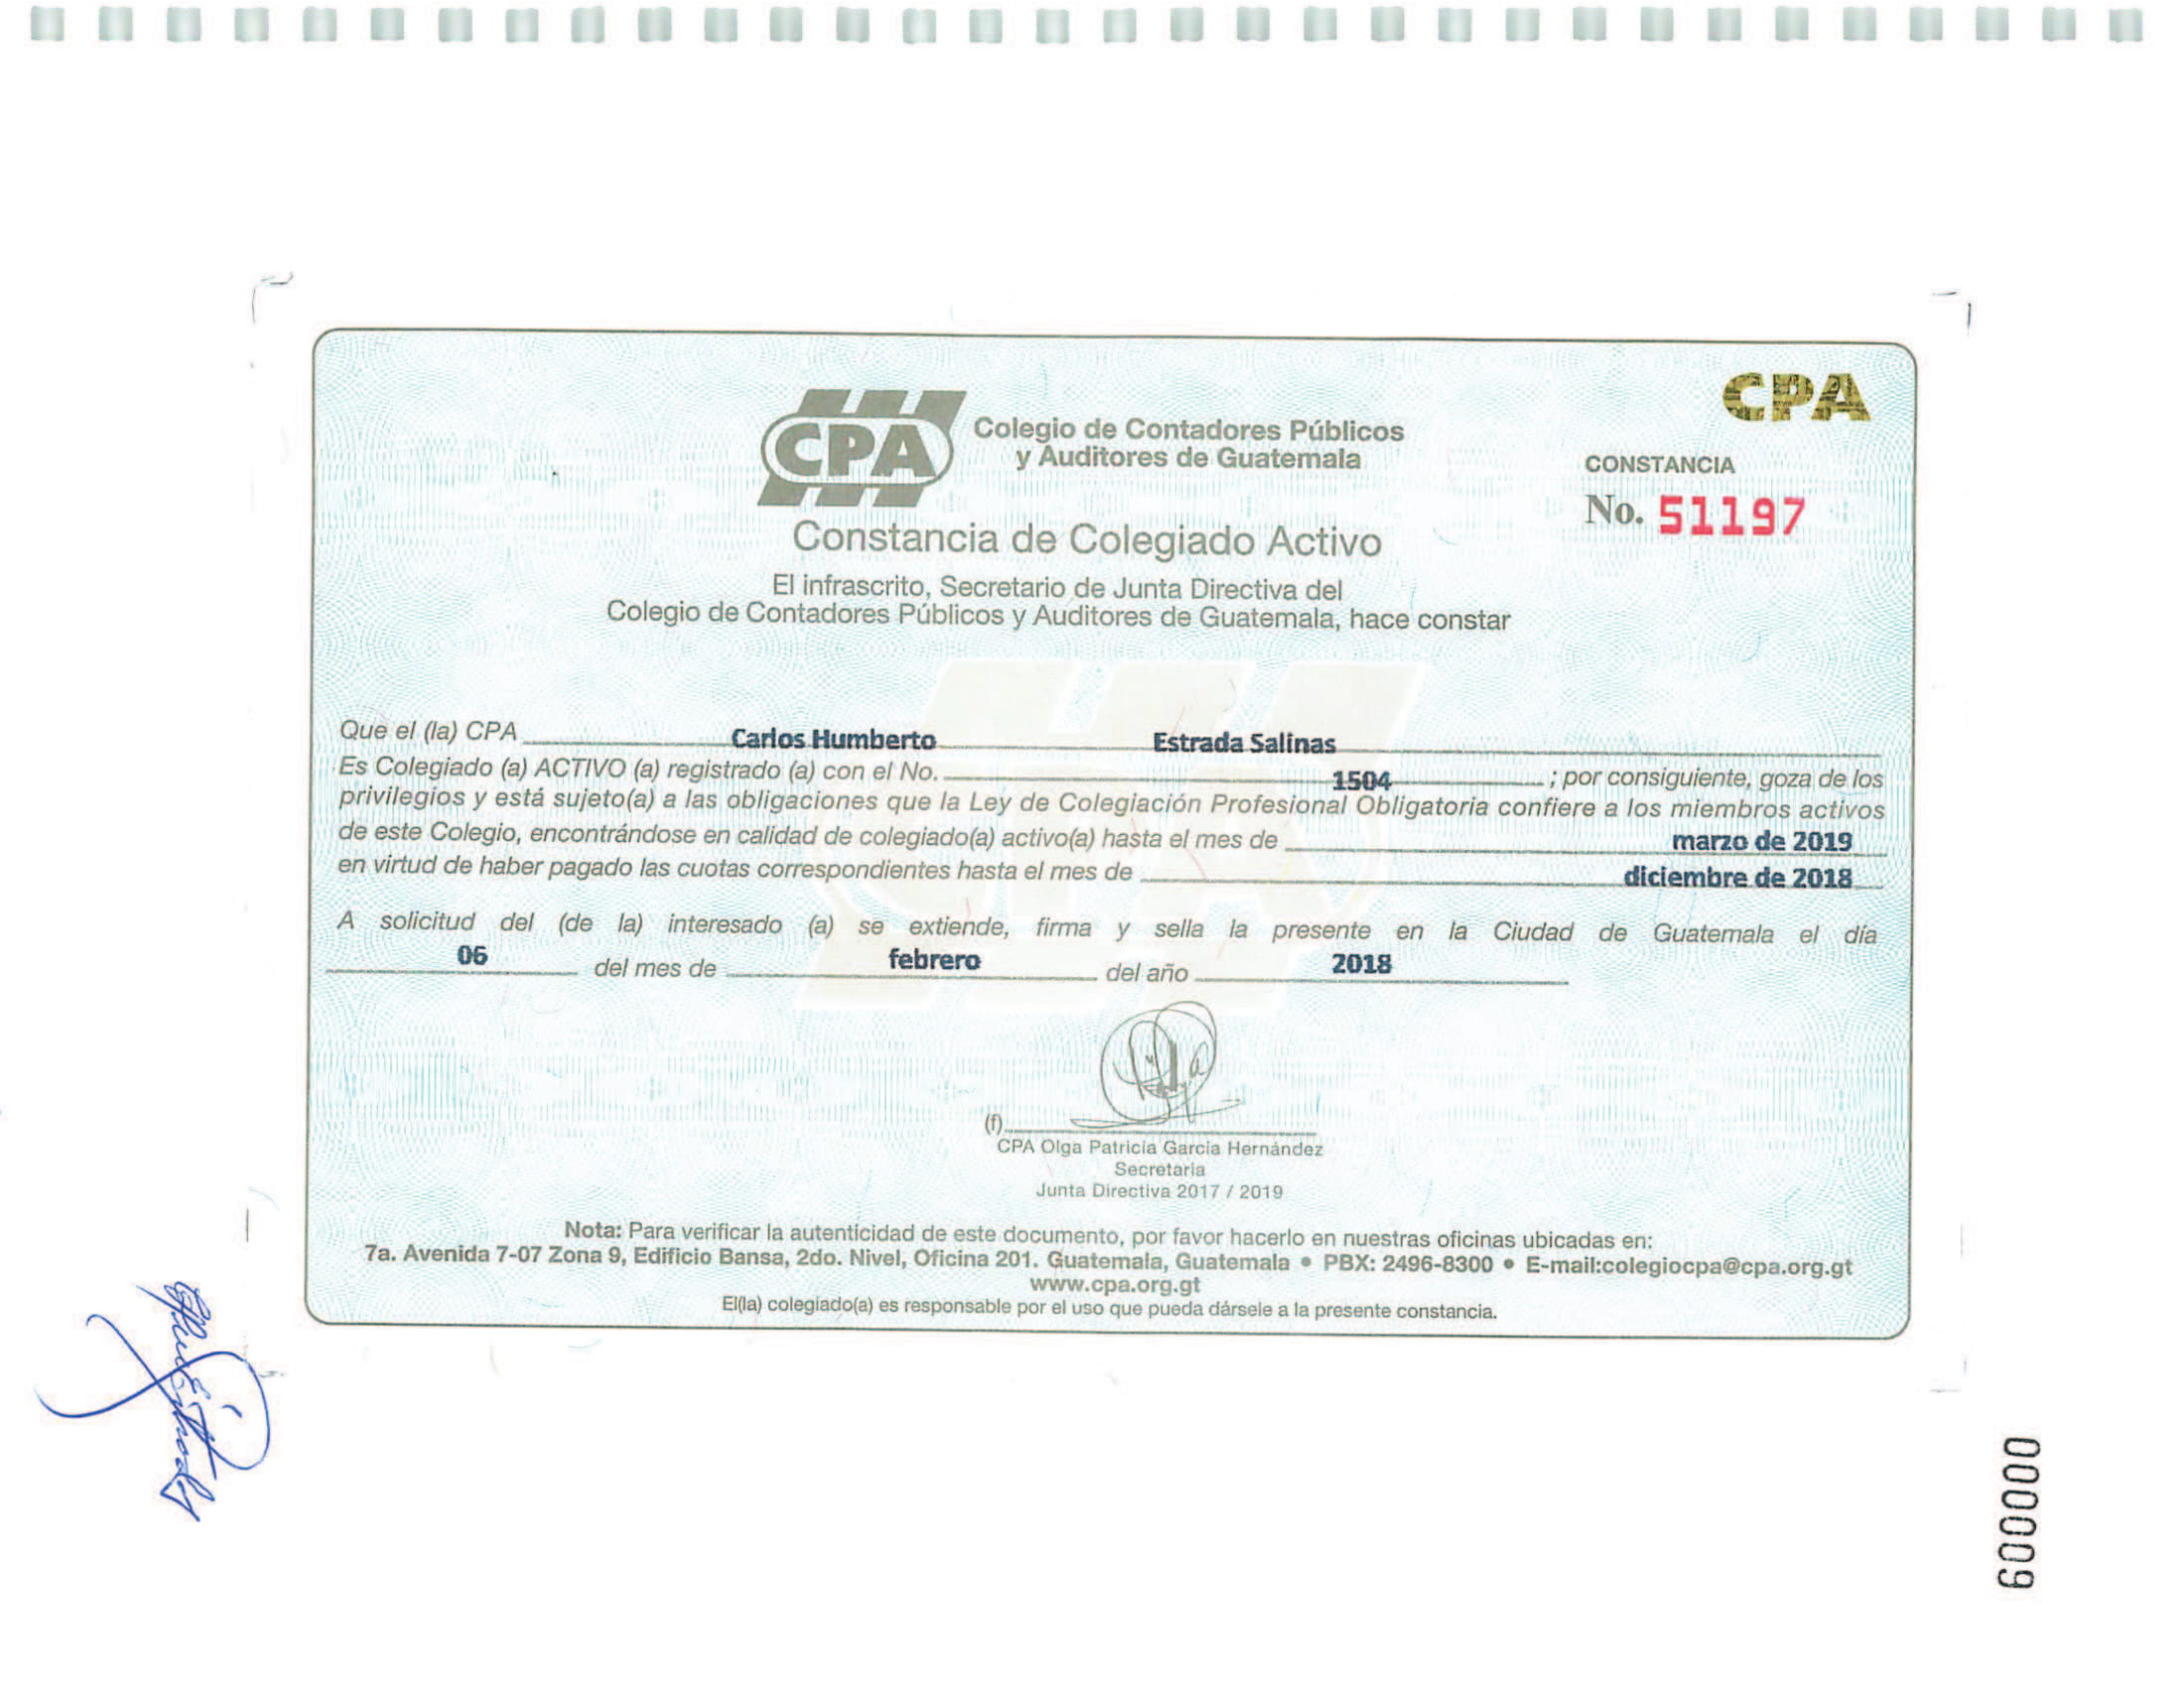 CPA
CPA
Colegio de Contadores Públicos
y Auditores de Guatemala
CONSTANCIA
No. 51197
Constancia de Colegiado Activo
El infrascrito, Secretario de Junta Directiva del
Colegio de Contadores Públicos y Auditores de Guatemala, hace constar
Que el (la) CPA Carlos Humberto Estrada Salinas
Es Colegiado (a) ACTIVO (a) registrado (a) con el No. 1504 ; por consiguiente, goza de los
privilegios y está sujeto(a) a las obligaciones que la Ley de Colegiación Profesional Obligatoria confiere a los miembros activos
de este Colegio, encontrándose en calidad de colegiado(a) activo(a) hasta el mes de marzo de 2019
en virtud de haber pagado las cuotas correspondientes hasta el mes de diciembre de 2018
A solicitud del (de la) interesado (a) se extiende, firma y sella la presente en la Ciudad de Guatemala el día
06 del mes de febrero del año 2018
(f)
CPA Olga Patricia García Hernández
Secretaria
Junta Directiva 2017 / 2019
Nota: Para verificar la autenticidad de este documento, por favor hacerlo en nuestras oficinas ubicadas en:
7a. Avenida 7-07 Zona 9, Edificio Bansa, 2do. Nivel, Oficina 201. Guatemala, Guatemala • PBX: 2496-8300 • E-mail:colegiocpa@cpa.org.gt
www.cpa.org.gt
El(la) colegiado(a) es responsable por el uso que pueda dársele a la presente constancia.
000009